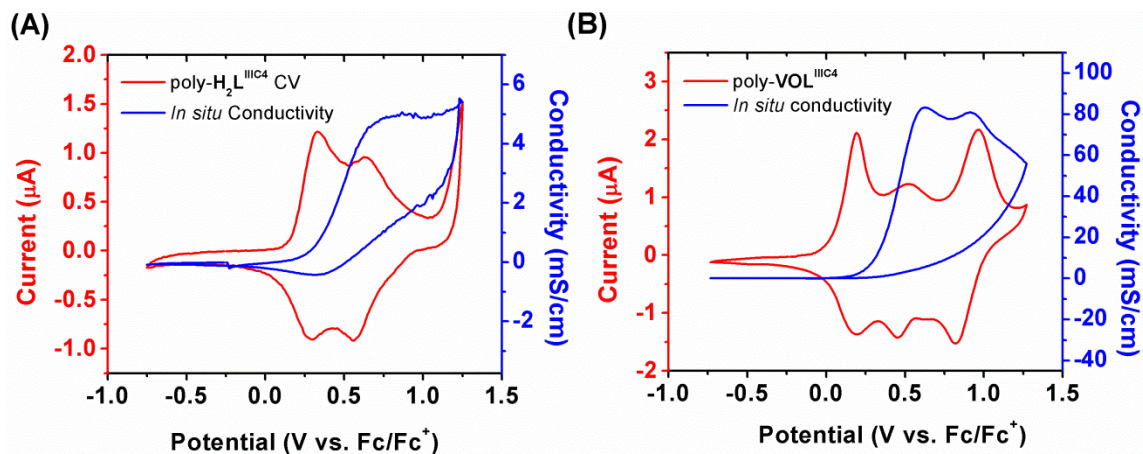 (A)
poly-H₂Lᴵᴵᴵꟲ⁴ CV
In situ Conductivity
Current (µA)
2.0
1.5
1.0
0.5
0.0
-0.5
-1.0
Conductivity (mS/cm)
6
4
2
0
-2
-1.0 -0.5 0.0 0.5 1.0 1.5
Potential (V vs. Fc/Fc⁺)
(B)
poly-VOLᴵᴵᴵꟲ⁴
In situ conductivity
Current (µA)
3
2
1
0
-1
-2
Conductivity (mS/cm)
100
80
60
40
20
0
-20
-40
-1.0 -0.5 0.0 0.5 1.0 1.5
Potential (V vs. Fc/Fc⁺)